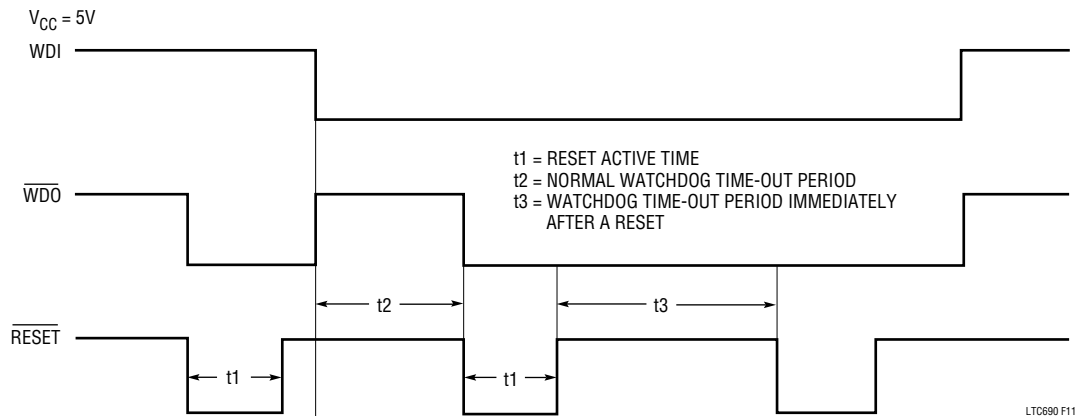 V_CC = 5V
WDI
t1 = RESET ACTIVE TIME
t2 = NORMAL WATCHDOG TIME-OUT PERIOD
t3 = WATCHDOG TIME-OUT PERIOD IMMEDIATELY
AFTER A RESET
WDO
t2
t3
RESET
t1
t1
LTC690 F11